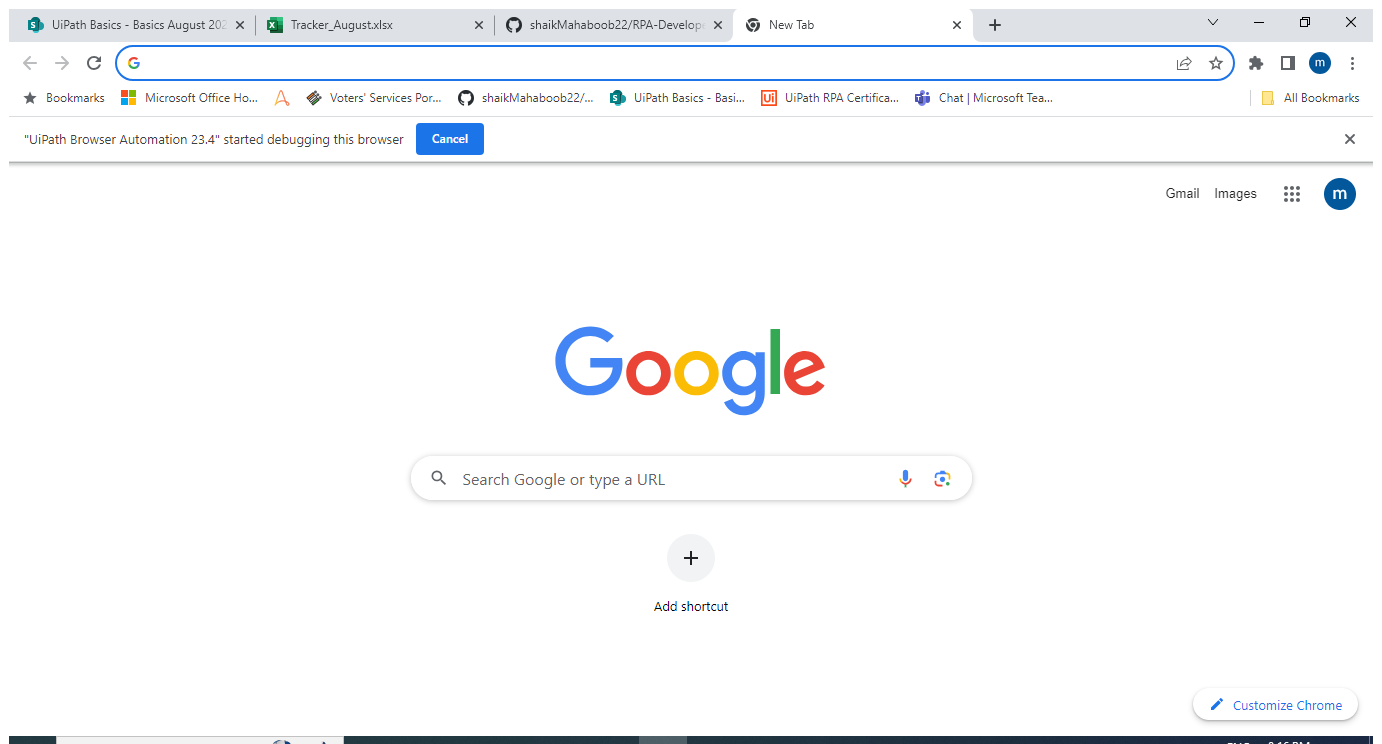 UiPath Basics - Basics August 202 Tracker_August.xlsx shaikMahaboob22/RPA-Develope New Tab
m
Bookmarks Microsoft Office Ho... Voters' Services Por... shaikMahaboob22/... UiPath Basics - Basi... UiPath RPA Certifica... Chat | Microsoft Tea... All Bookmarks
"UiPath Browser Automation 23.4" started debugging this browser Cancel
Gmail Images m
Google
Search Google or type a URL
Add shortcut
Customize Chrome